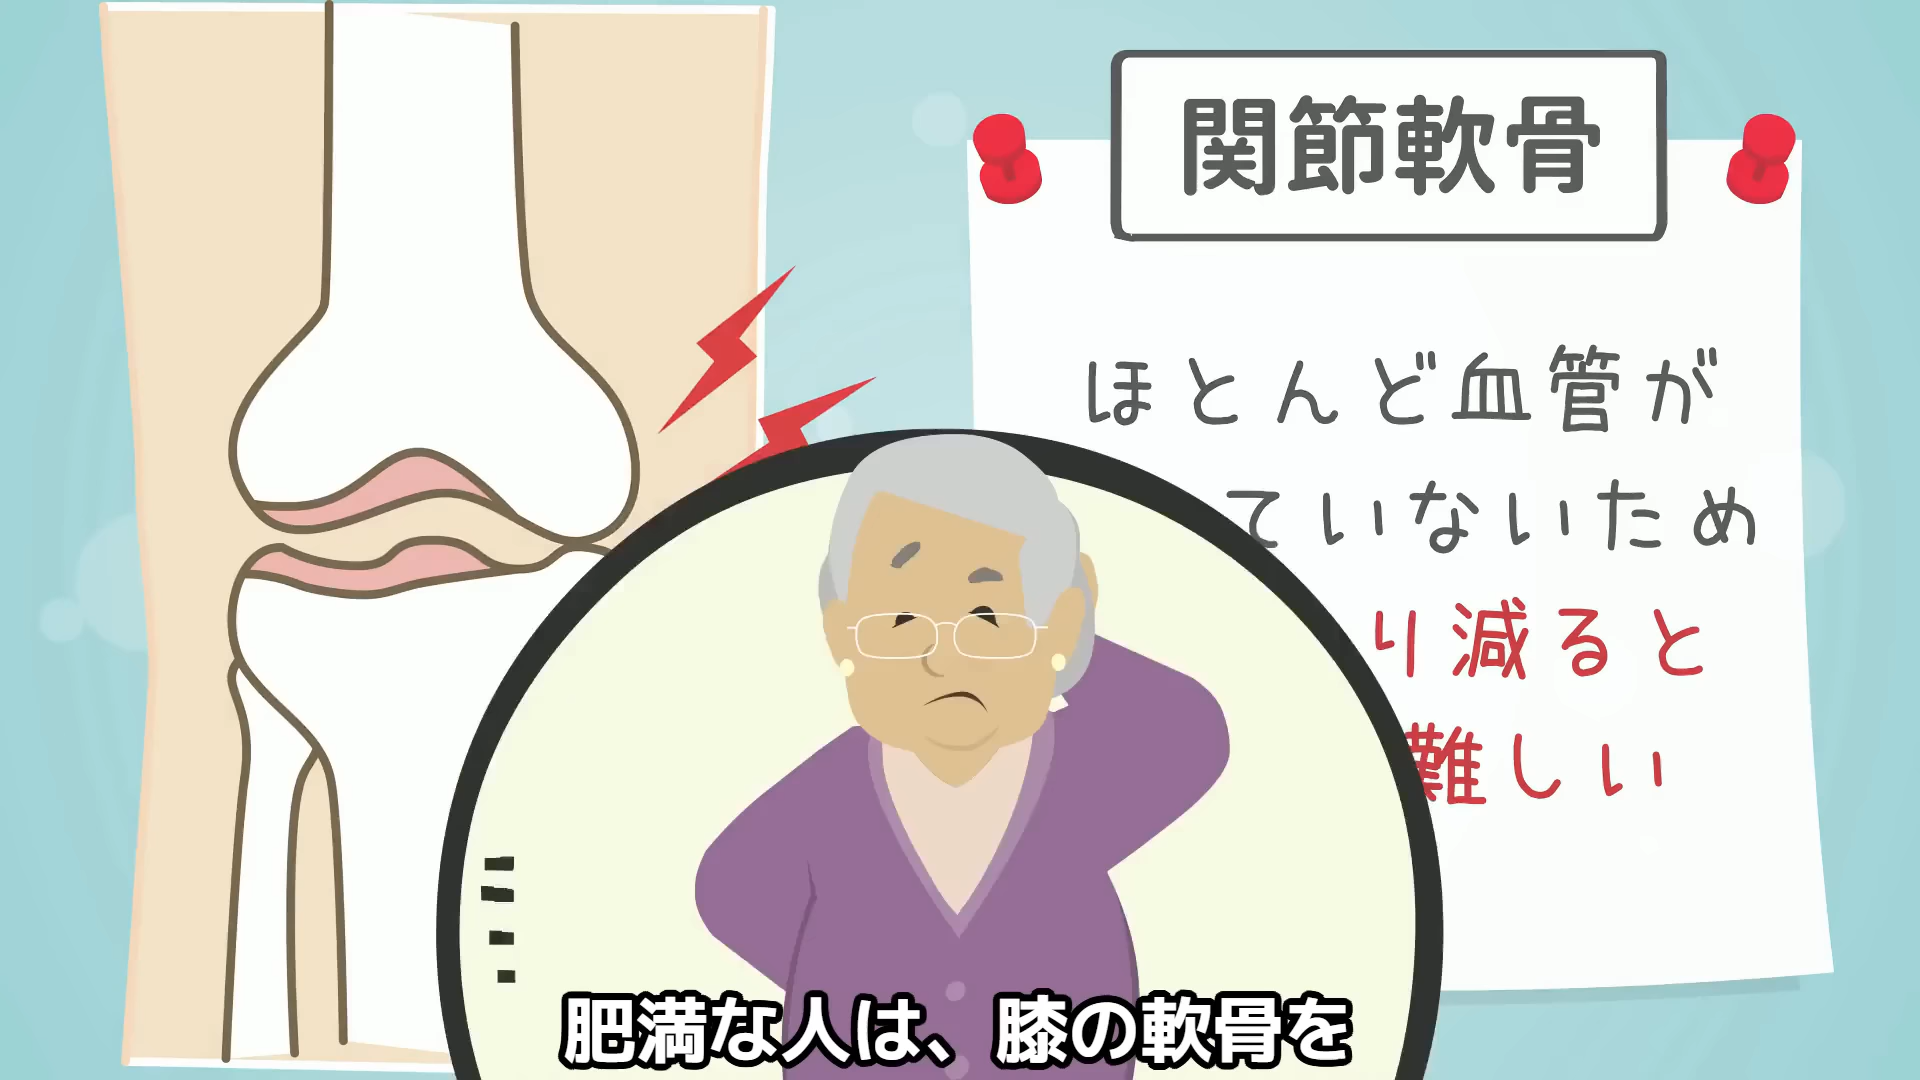 関節軟骨
ほとんど血管が
ていないため
り減ると
難しい
肥満な人は、膝の軟骨を